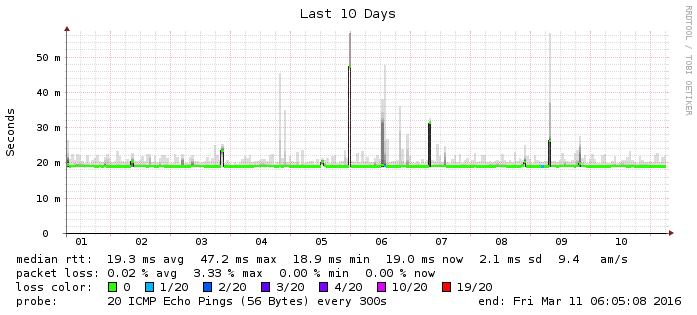 Last 10 Days
RRDTOOL / TOBI OETIKER
Seconds
50 m
40 m
30 m
20 m
10 m
0
01 02 03 04 05 06 07 08 09 10
median rtt: 19.3 ms avg 47.2 ms max 18.9 ms min 19.0 ms now 2.1 ms sd 9.4 am/s
packet loss: 0.02 % avg 3.33 % max 0.00 % min 0.00 % now
loss color: 0 1/20 2/20 3/20 4/20 10/20 19/20
probe: 20 ICMP Echo Pings (56 Bytes) every 300s end: Fri Mar 11 06:05:08 2016